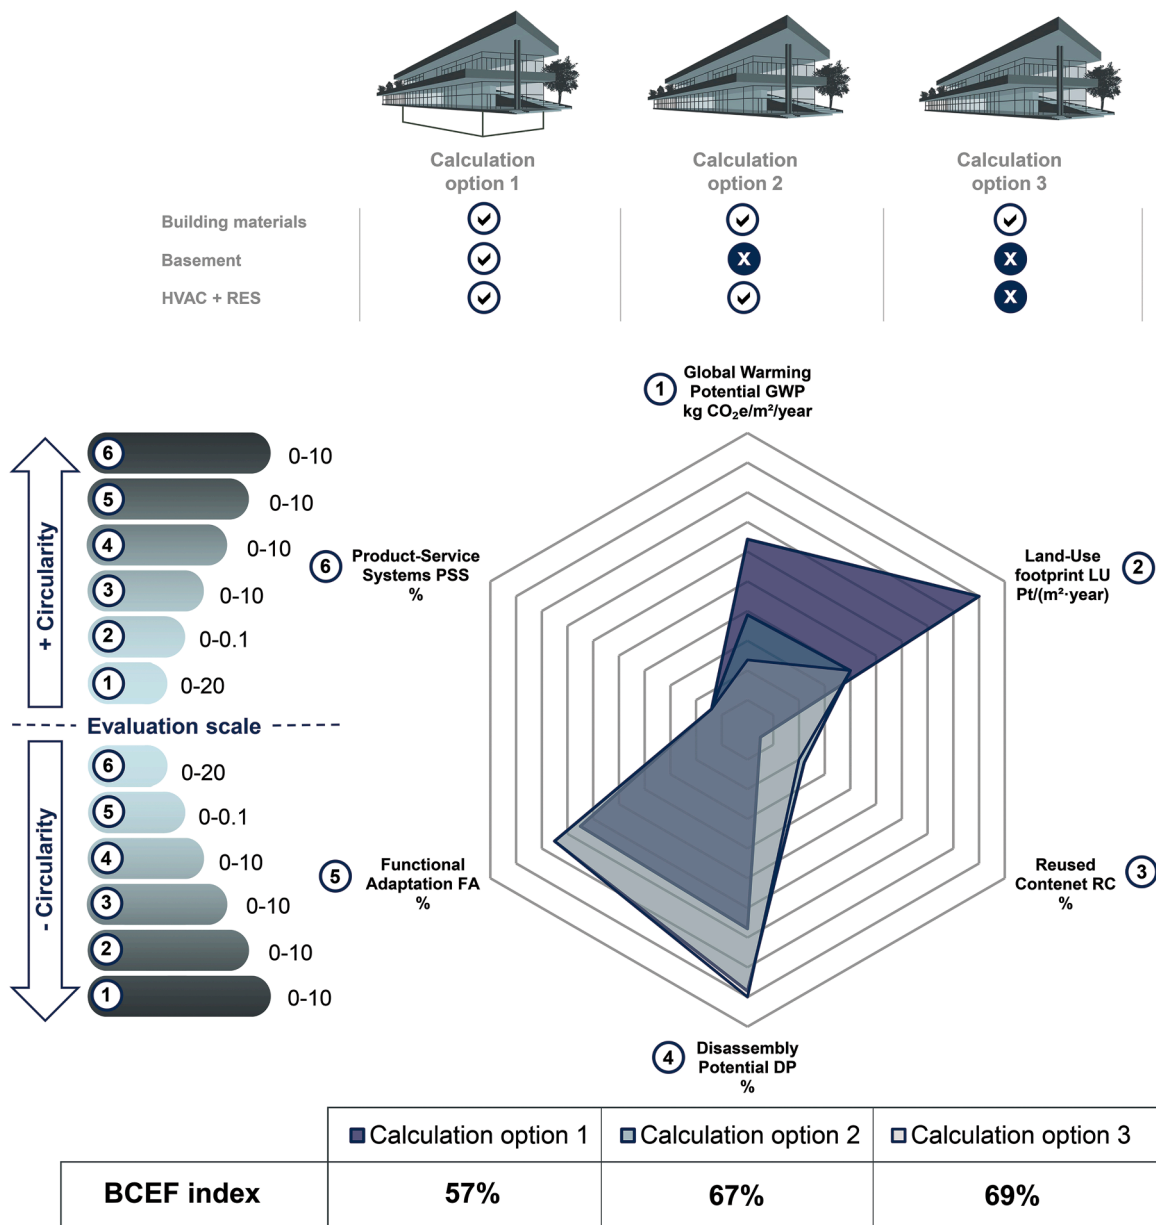 Calculation
option 1
Calculation
option 2
Calculation
option 3
Building materials
Basement
X
X
HVAC + RES
X
1
Global Warming
Potential GWP
kg CO₂e/m²/year
+ Circularity
6
0-10
5
0-10
4
0-10
3
0-10
2
0-0.1
1
0-20
Evaluation scale
- Circularity
6
0-20
5
0-0.1
4
0-10
3
0-10
2
0-10
1
0-10
6
Product-Service
Systems PSS
%
Land-Use
footprint LU
Pt/(m²·year)
2
5
Functional
Adaptation FA
%
Reused
Contenet RC
%
3
4
Disassembly
Potential DP
%
Calculation option 1
Calculation option 2
Calculation option 3
BCEF index
57%
67%
69%